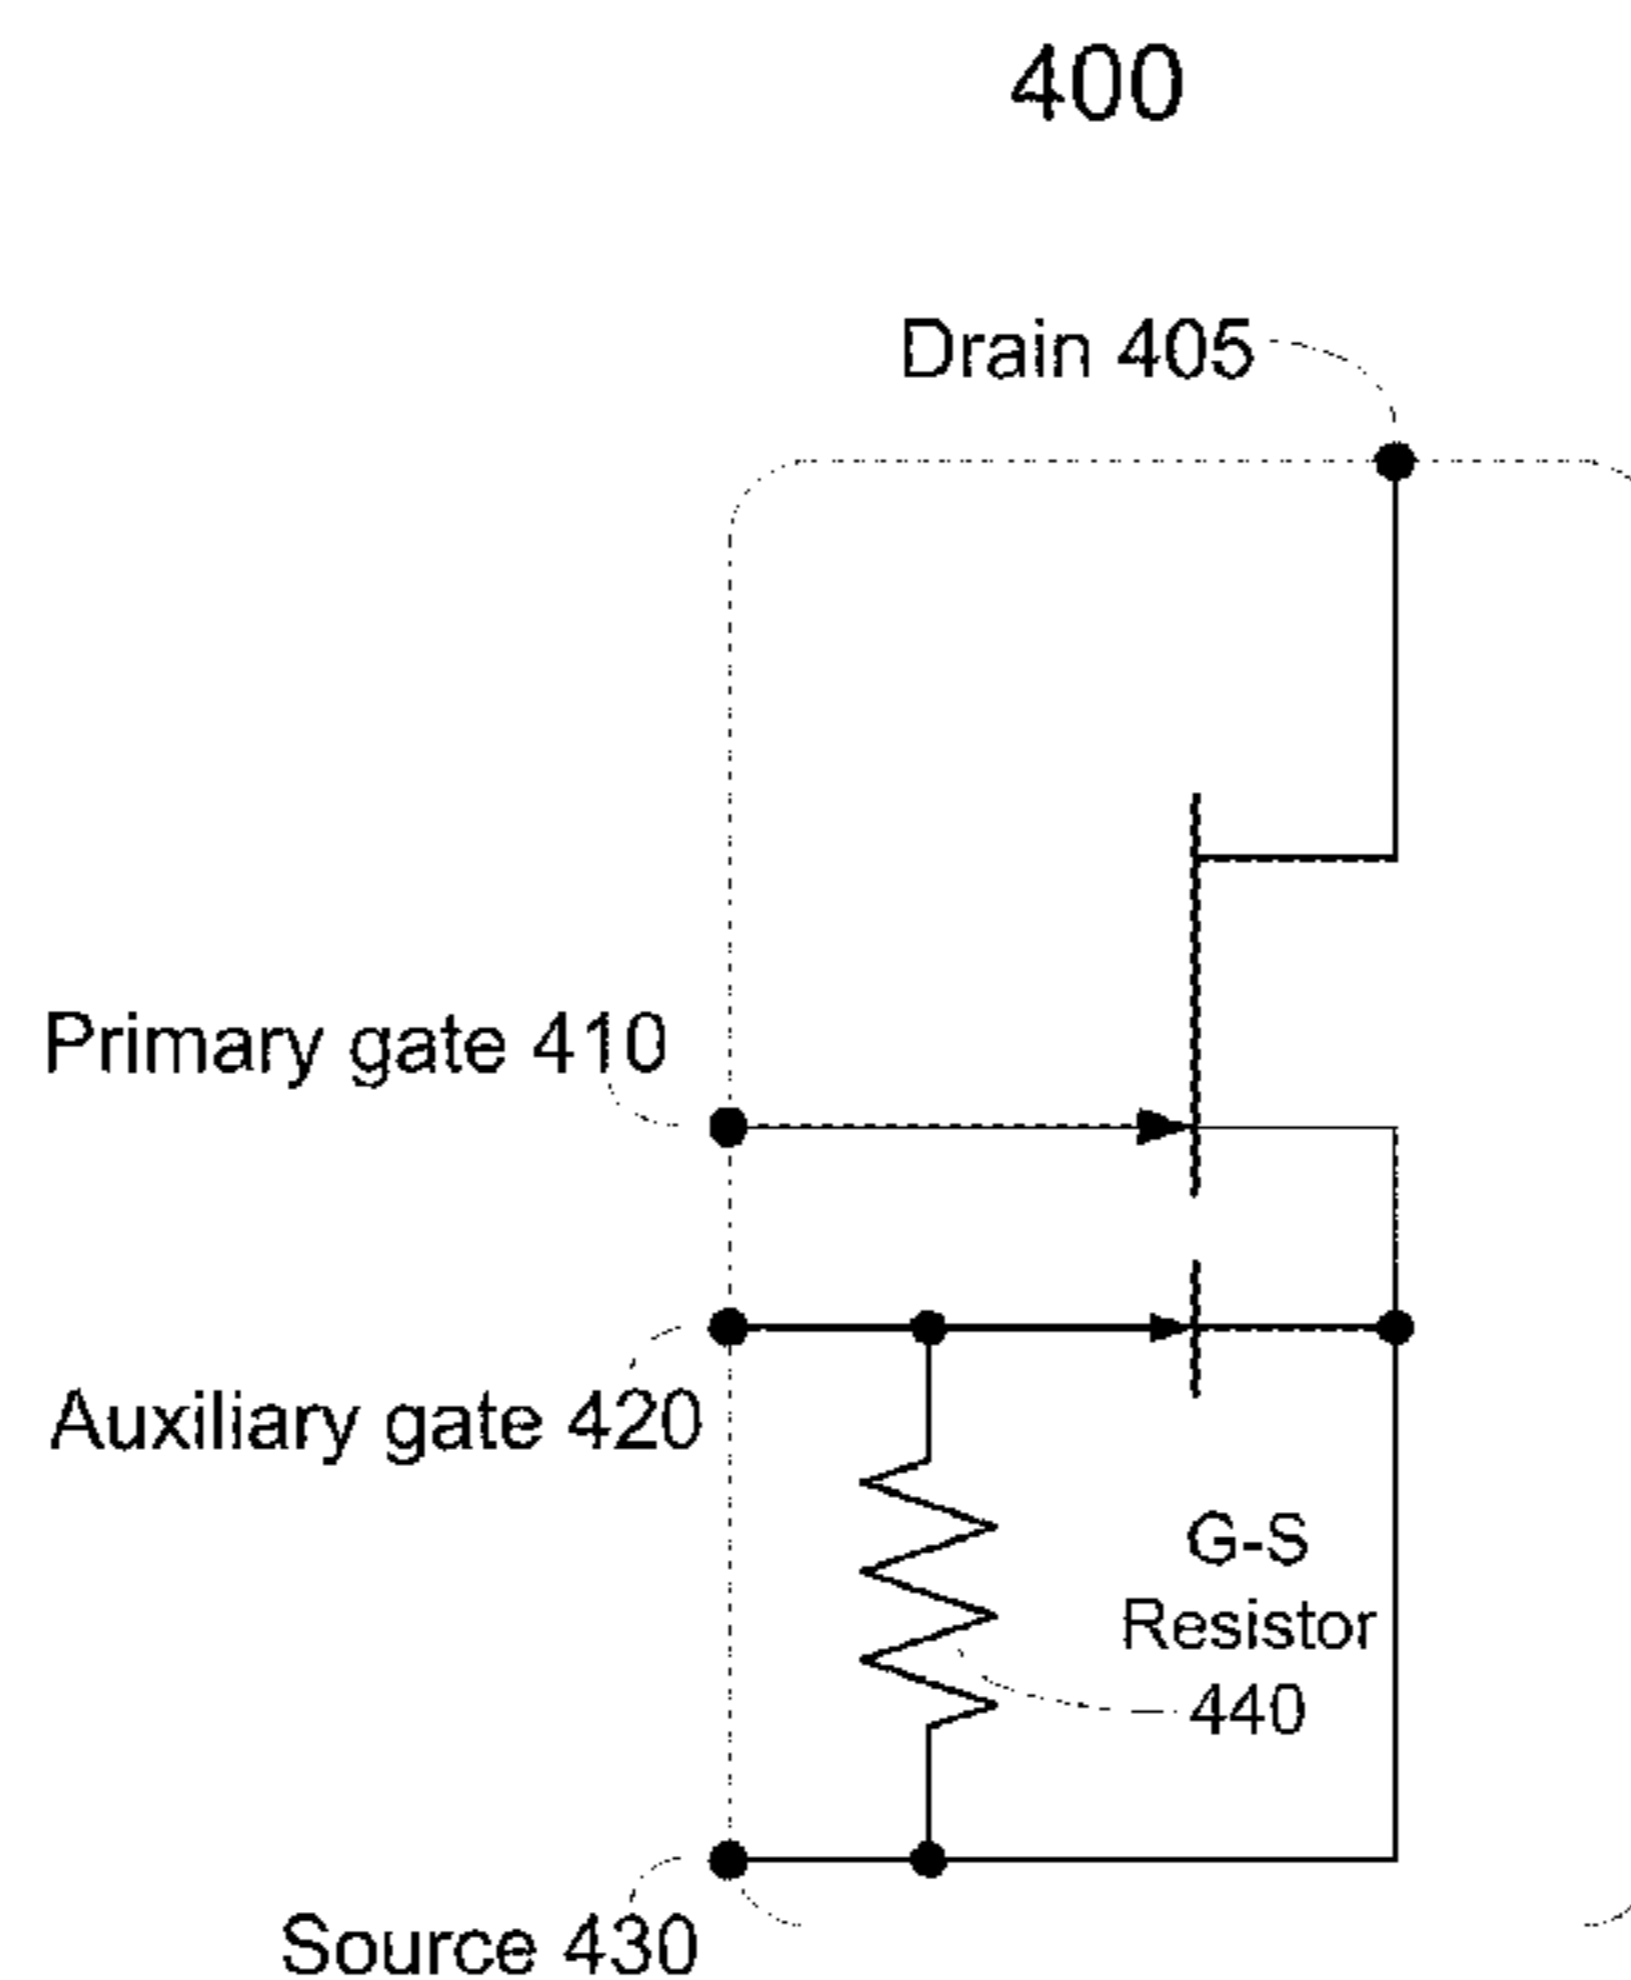 400
Drain 405
Primary gate 410
Auxiliary gate 420
G-S
Resistor
440
Source 430